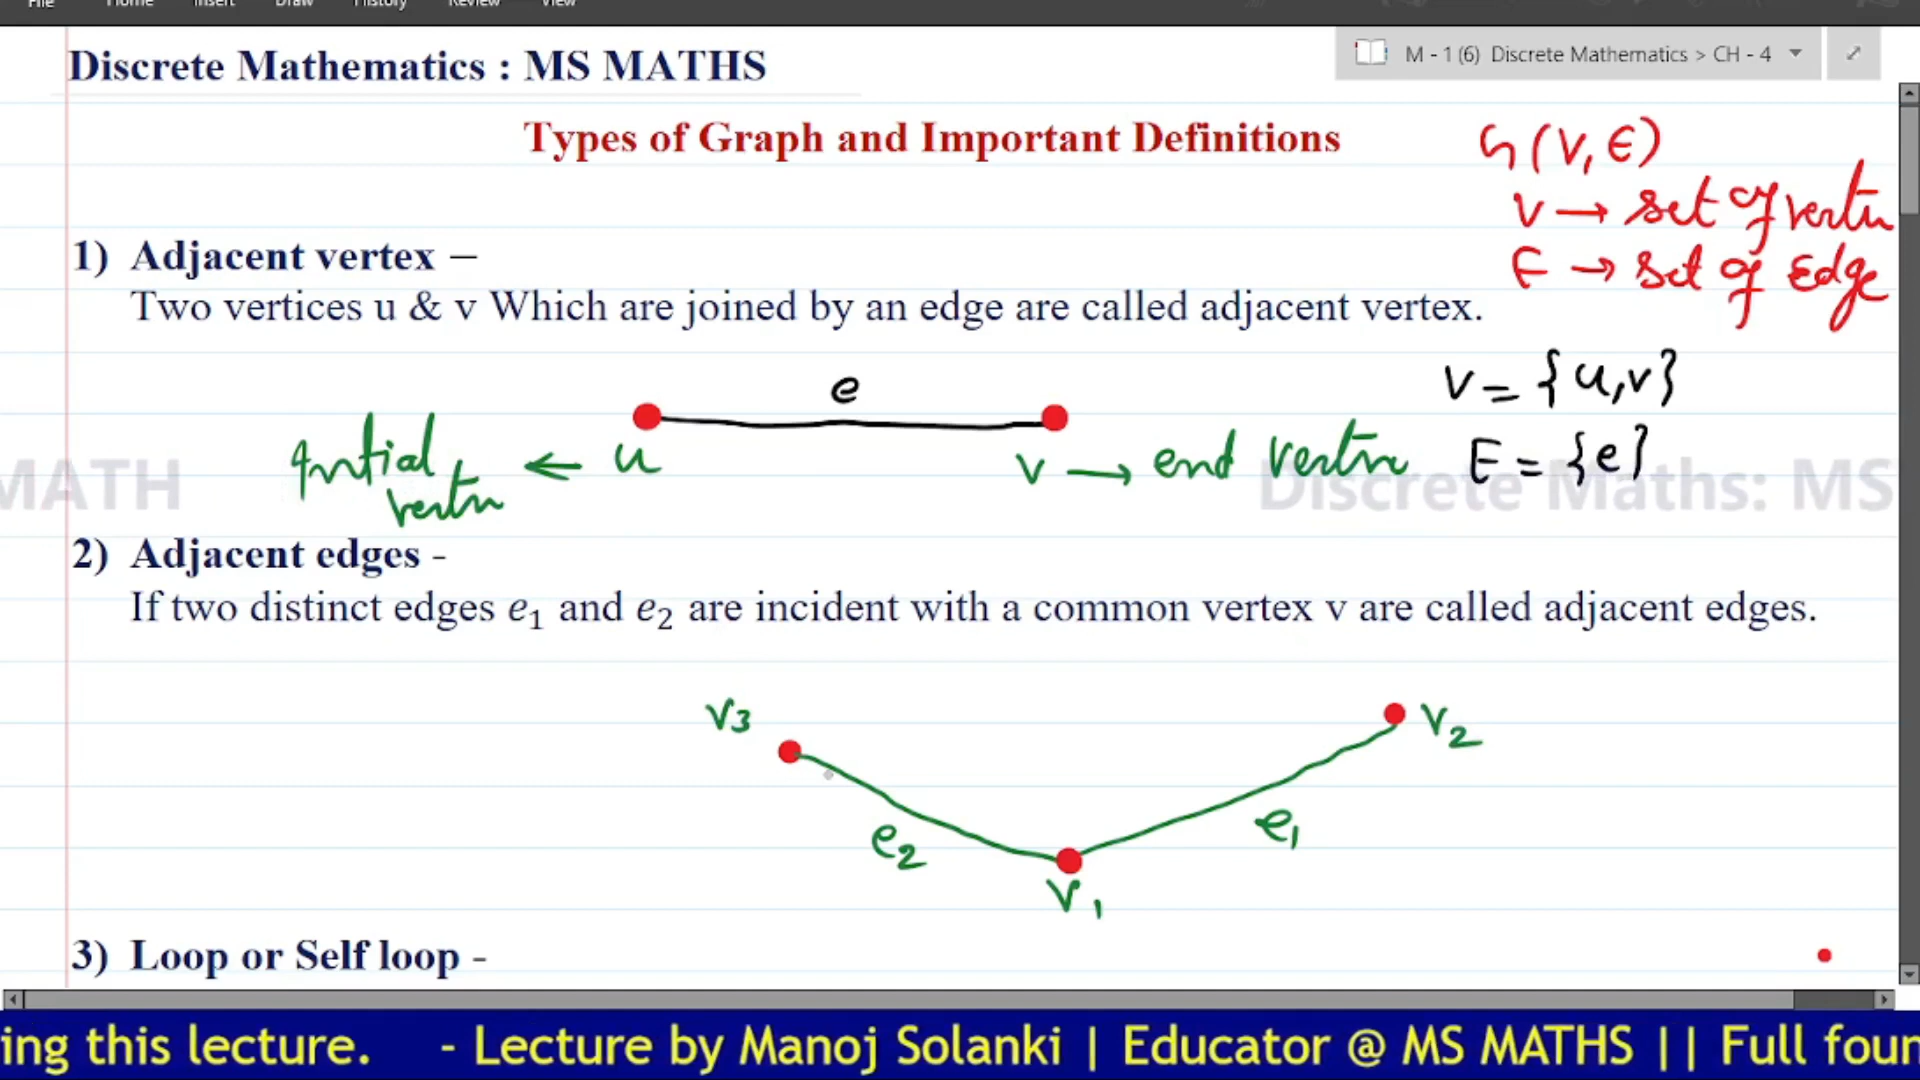 File Home Insert Draw History Review View
Discrete Mathematics : MS MATHS
M - 1 (6) Discrete Mathematics > CH - 4
Types of Graph and Important Definitions
G (V, E)
V → set of vertex
E → set of Edge
1) Adjacent vertex –
Two vertices u & v Which are joined by an edge are called adjacent vertex.
e
V = {u, v}
Initial vertex ← u
v → end vertex
E = {e}
MATH
Discrete Maths: MS
2) Adjacent edges -
If two distinct edges e₁ and e₂ are incident with a common vertex v are called adjacent edges.
v3
v2
e2
e1
v1
3) Loop or Self loop -
ing this lecture. - Lecture by Manoj Solanki | Educator @ MS MATHS || Full foun